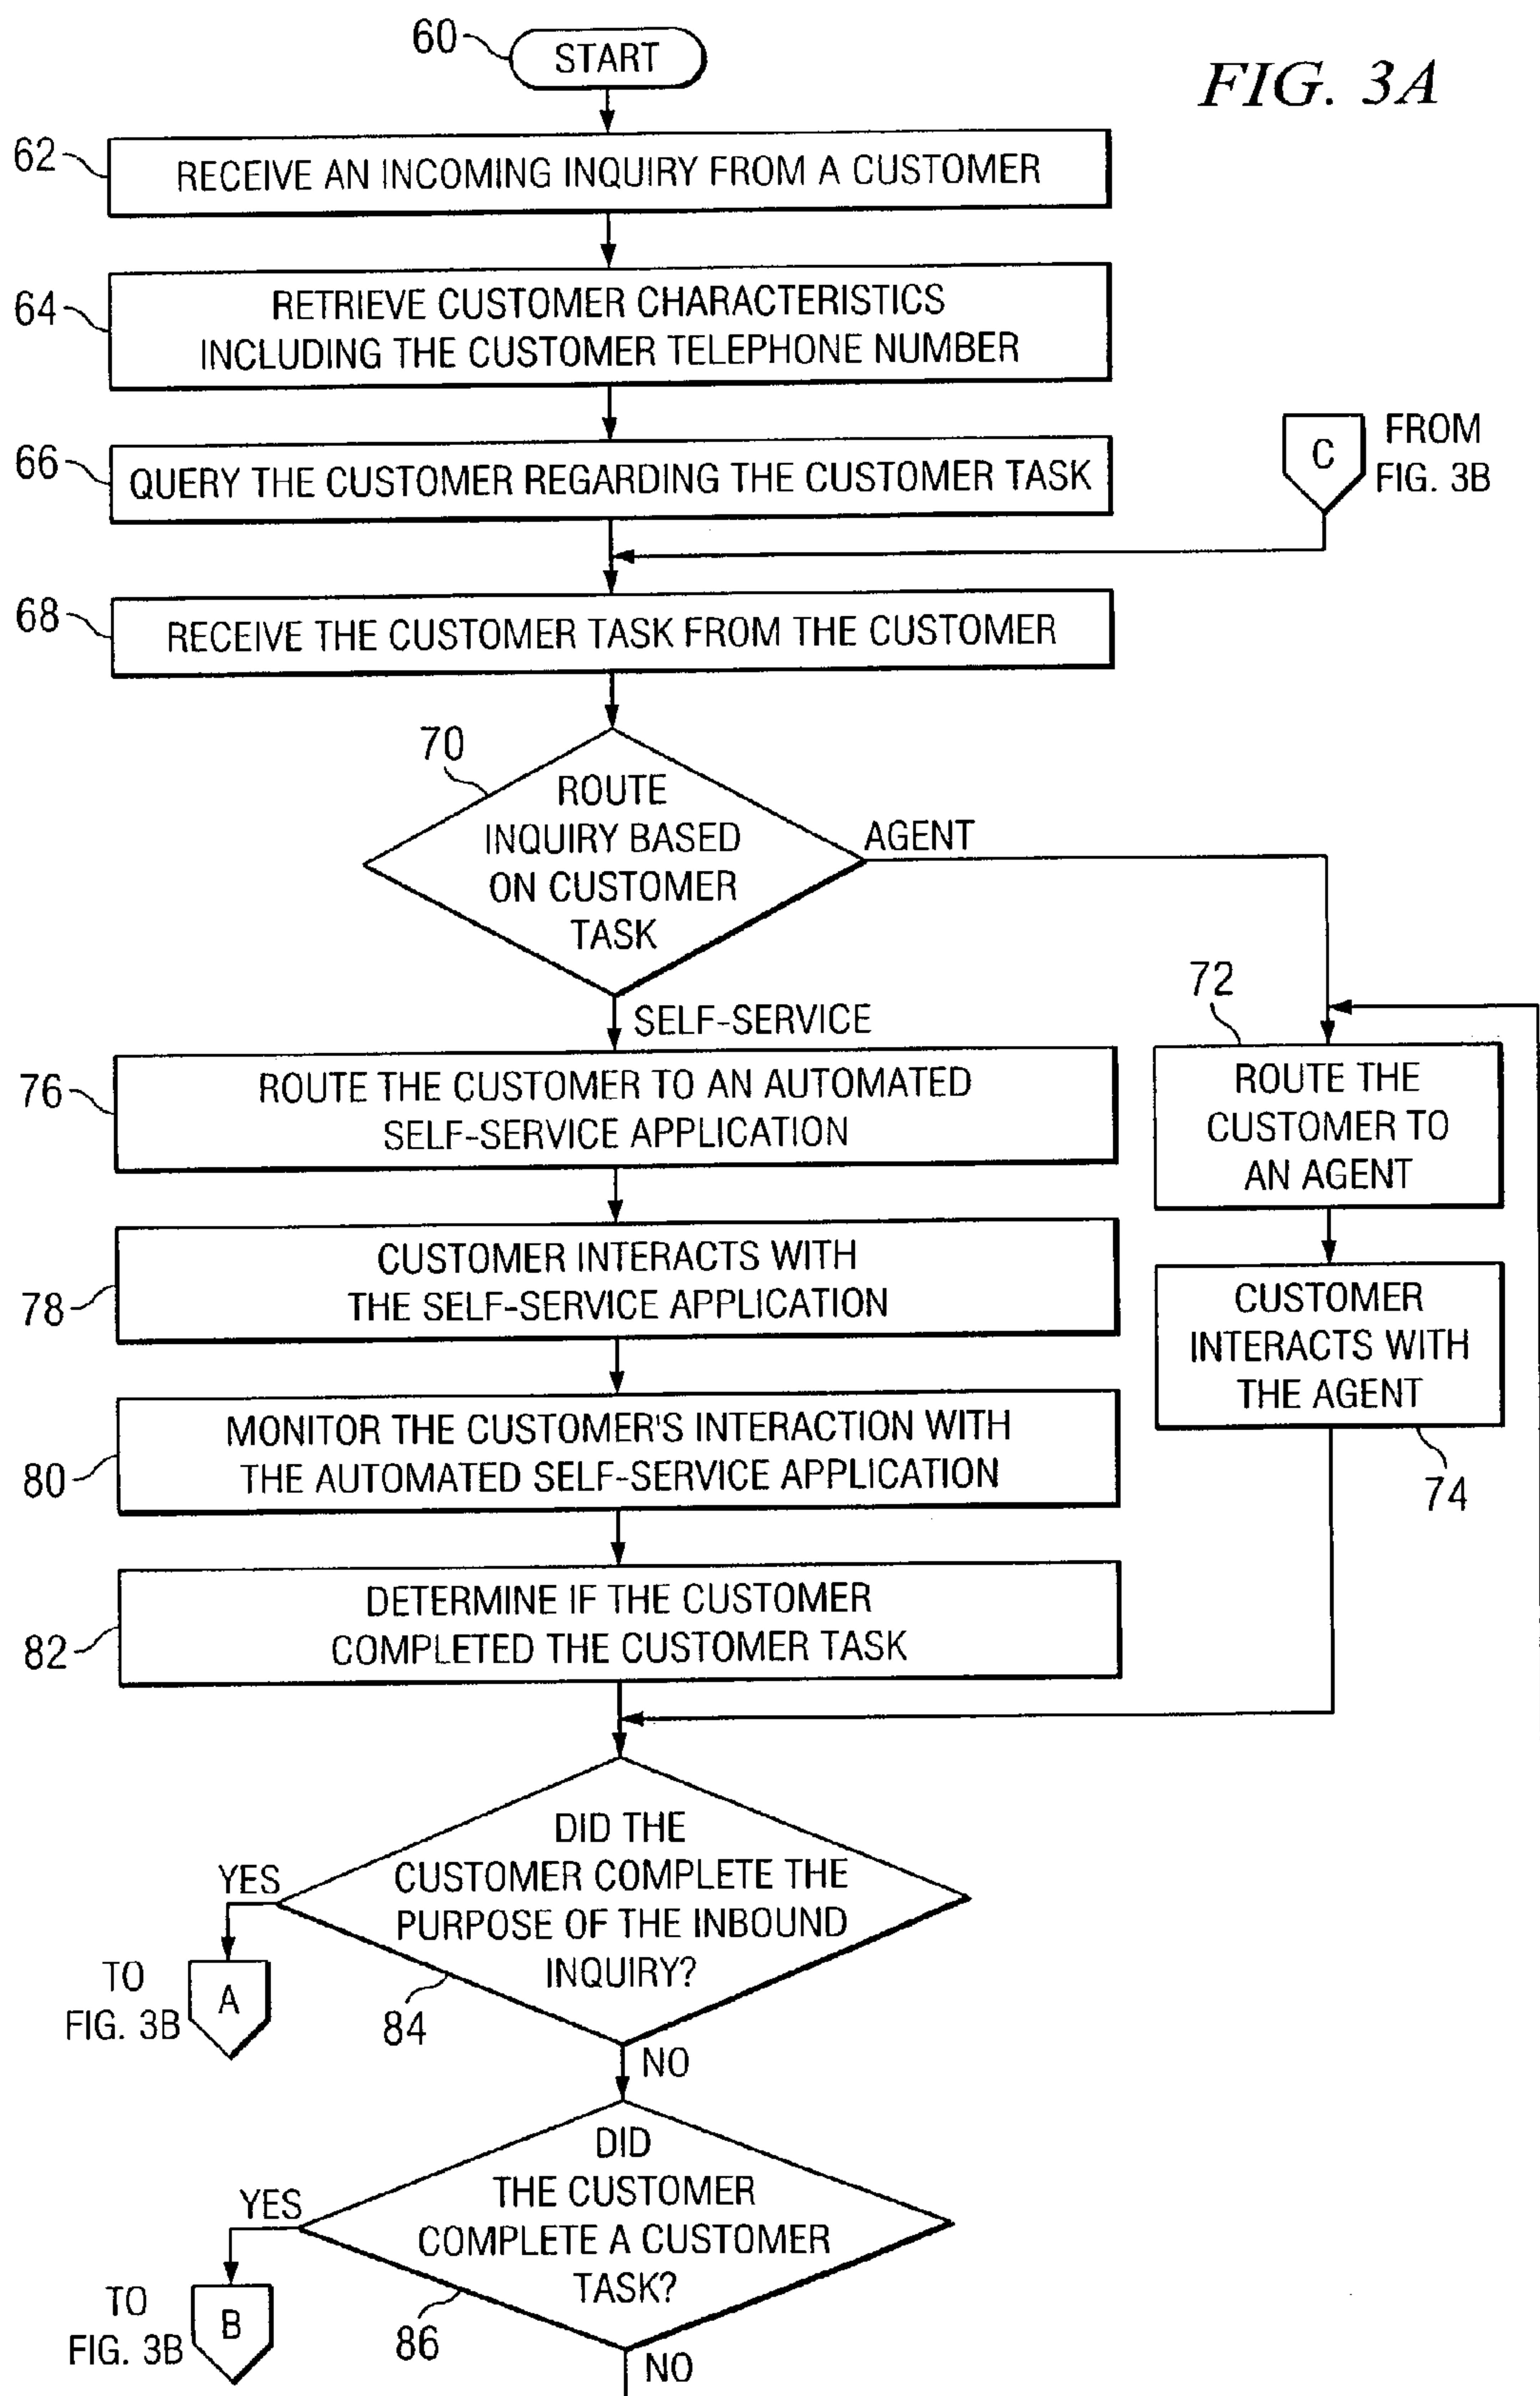 FIG. 3A
60
START
62
RECEIVE AN INCOMING INQUIRY FROM A CUSTOMER
64
RETRIEVE CUSTOMER CHARACTERISTICS
INCLUDING THE CUSTOMER TELEPHONE NUMBER
66
QUERY THE CUSTOMER REGARDING THE CUSTOMER TASK
C
FROM
FIG. 3B
68
RECEIVE THE CUSTOMER TASK FROM THE CUSTOMER
70
ROUTE
INQUIRY BASED
ON CUSTOMER
TASK
AGENT
SELF-SERVICE
72
ROUTE THE
CUSTOMER TO
AN AGENT
76
ROUTE THE CUSTOMER TO AN AUTOMATED
SELF-SERVICE APPLICATION
78
CUSTOMER INTERACTS WITH
THE SELF-SERVICE APPLICATION
CUSTOMER
INTERACTS WITH
THE AGENT
74
80
MONITOR THE CUSTOMER'S INTERACTION WITH
THE AUTOMATED SELF-SERVICE APPLICATION
82
DETERMINE IF THE CUSTOMER
COMPLETED THE CUSTOMER TASK
DID THE
CUSTOMER COMPLETE THE
PURPOSE OF THE INBOUND
INQUIRY?
84
YES
TO
FIG. 3B
A
NO
DID
THE CUSTOMER
COMPLETE A CUSTOMER
TASK?
86
YES
TO
FIG. 3B
B
NO